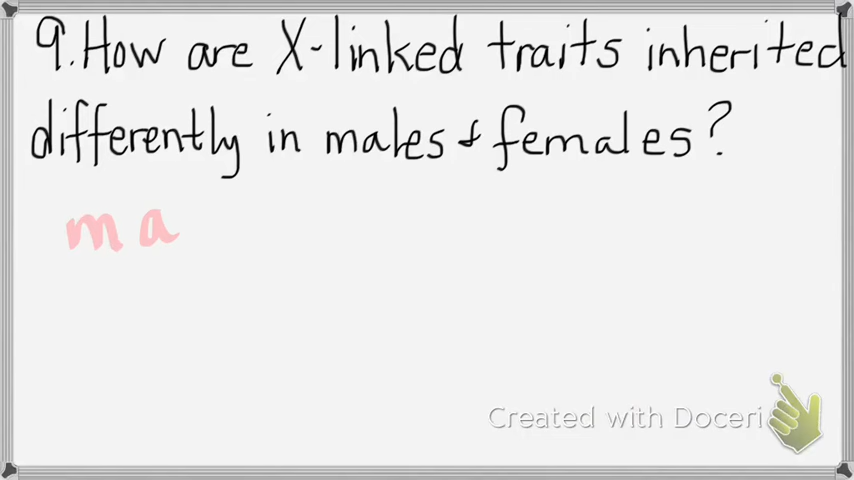 9. How are X-linked traits inherited
differently in males & females?
ma
Created with Doceri